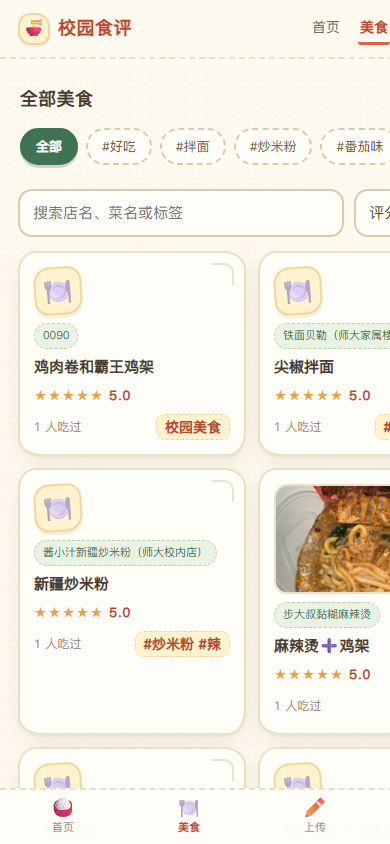 校园食评
首页
美食
全部美食
全部
#好吃
#拌面
#炒米粉
#番茄味
搜索店名、菜名或标签
评分
0090
鸡肉卷和霸王鸡架
★★★★★ 5.0
1 人吃过
校园美食
铁面贝勒（师大家属楼
尖椒拌面
★★★★★ 5.0
1 人吃过
#
酱小汁新疆炒米粉（师大校内店）
新疆炒米粉
★★★★★ 5.0
1 人吃过
#炒米粉 #辣
步大叔黏糊麻辣烫
麻辣烫➕鸡架
★★★★★ 5.0
1 人吃过
首页
美食
上传